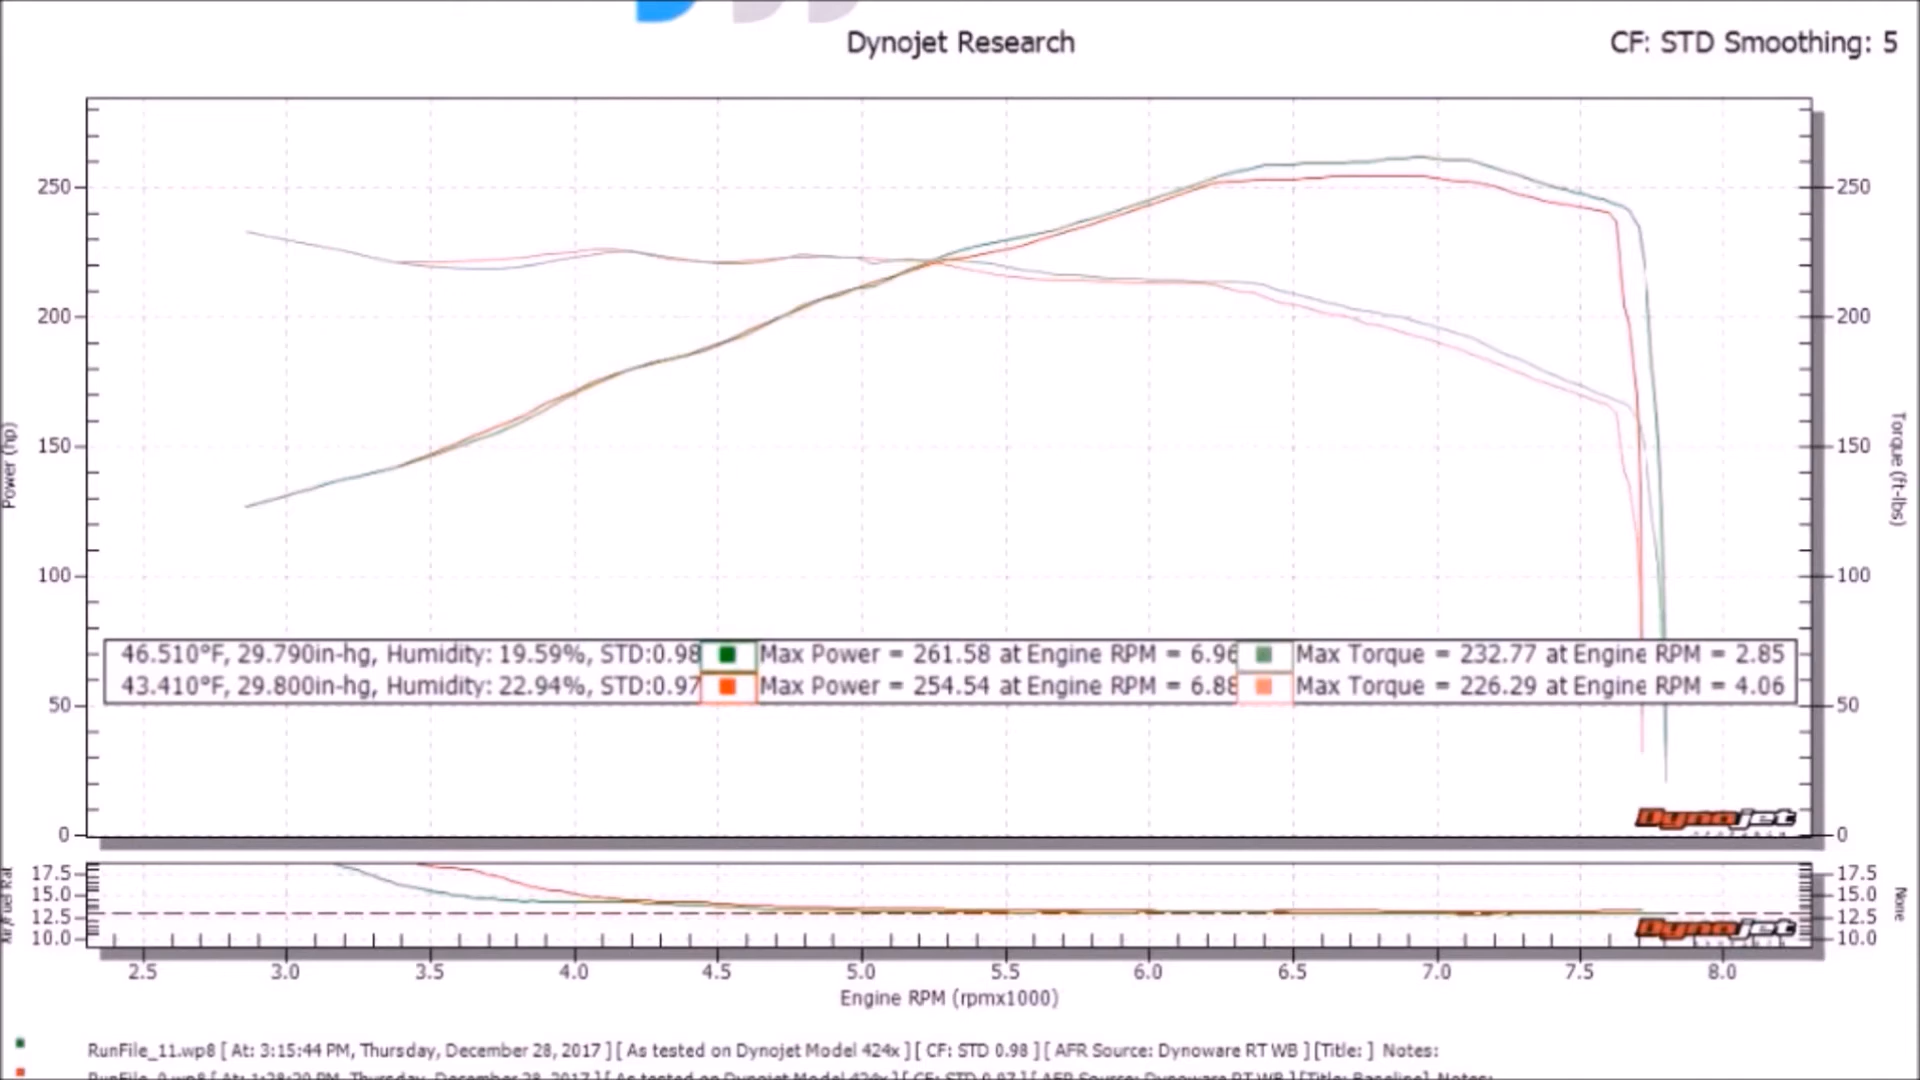 Dynojet Research
CF: STD Smoothing: 5
250
200
150
100
50
0
Power (hp)
250
200
150
100
50
0
Torque (ft-lbs)
46.510°F, 29.790in-hg, Humidity: 19.59%, STD:0.98 Max Power = 261.58 at Engine RPM = 6.96 Max Torque = 232.77 at Engine RPM = 2.85
43.410°F, 29.800in-hg, Humidity: 22.94%, STD:0.97 Max Power = 254.54 at Engine RPM = 6.88 Max Torque = 226.29 at Engine RPM = 4.06
Dynojet
17.5
15.0
12.5
10.0
17.5
15.0
12.5
10.0
None
Dynojet
2.5 3.0 3.5 4.0 4.5 5.0 5.5 6.0 6.5 7.0 7.5 8.0
Engine RPM (rpmx1000)
RunFile_11.wp8 [ At: 3:15:44 PM, Thursday, December 28, 2017 ] [ As tested on Dynojet Model 424x ] [ CF: STD 0.98 ] [ AFR Source: Dynoware RT WB ] [Title: ] Notes: